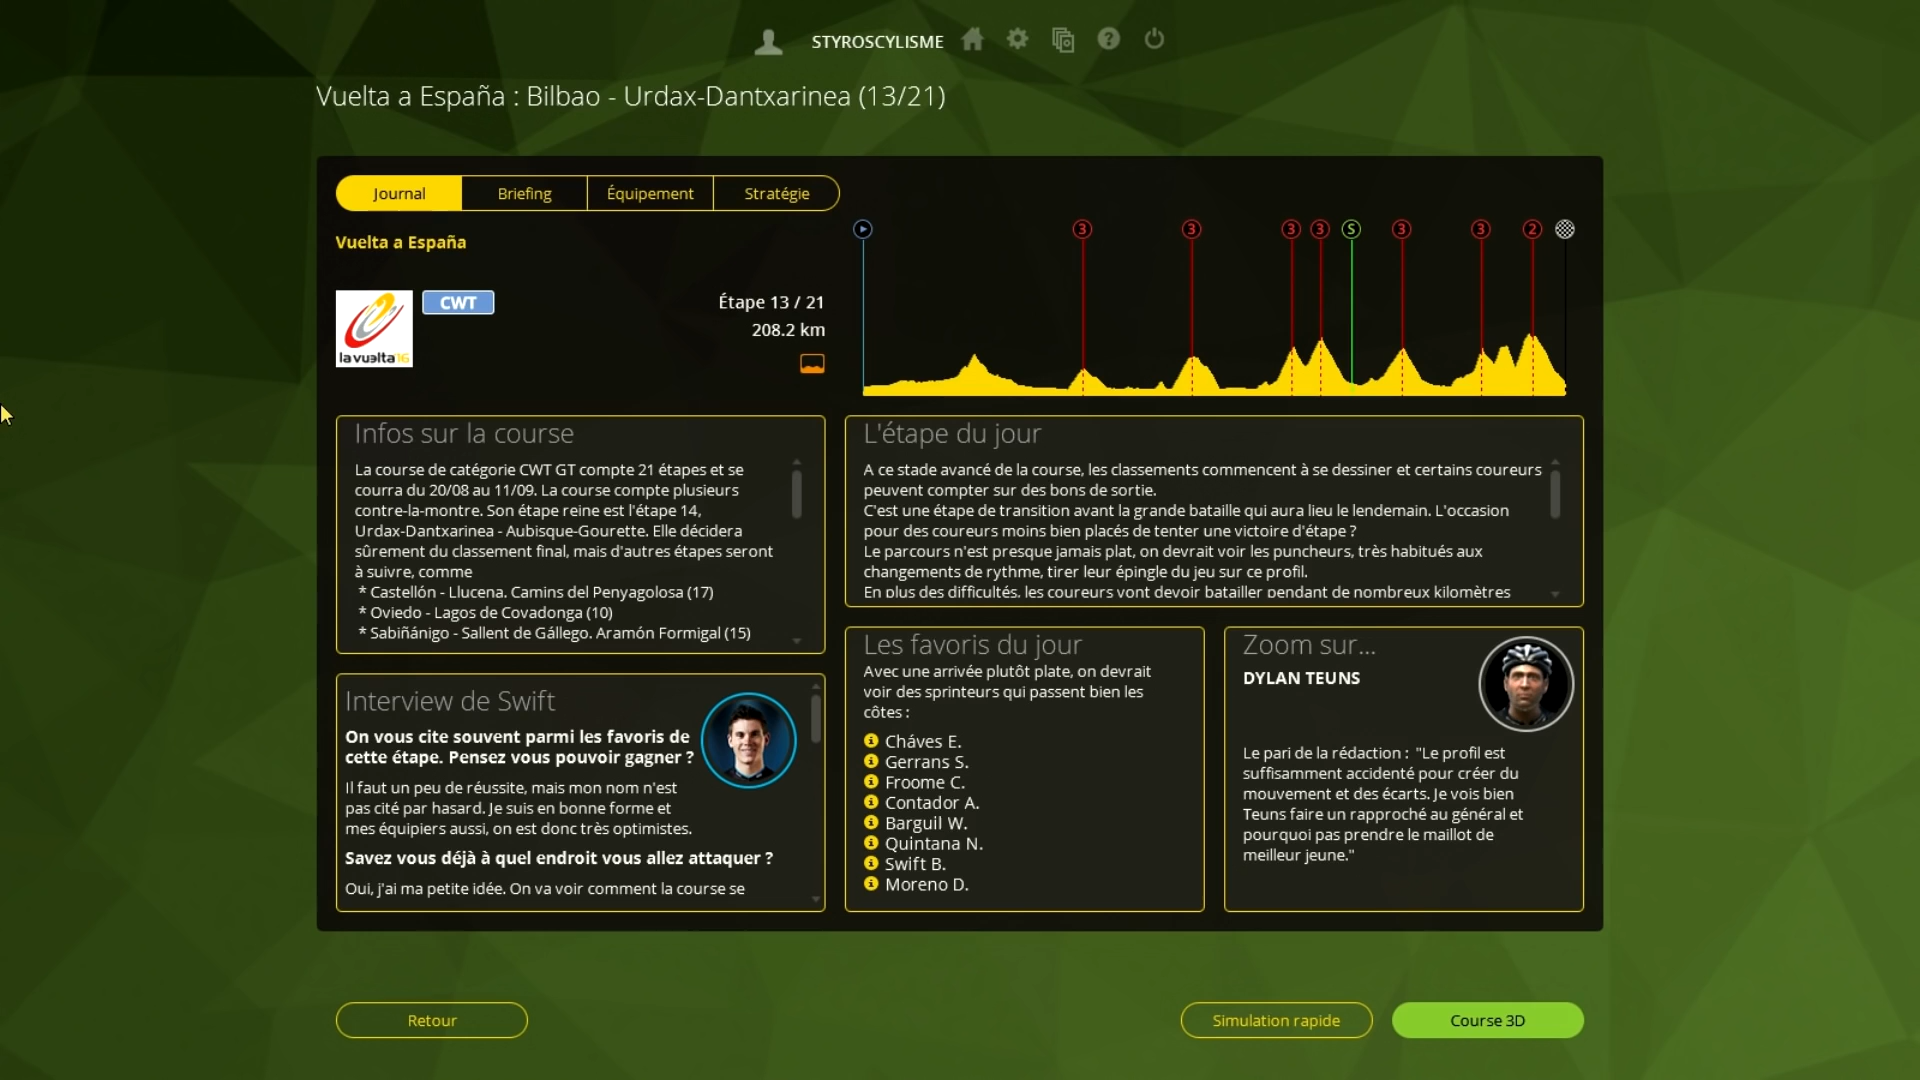 STYROSCYLISME
Vuelta a España : Bilbao - Urdax-Dantxarinea (13/21)
Journal
Briefing
Équipement
Stratégie
Vuelta a España
la vuelta 16
CWT
Étape 13 / 21
208.2 km
3
3
3
3
S
3
3
2
Infos sur la course
La course de catégorie CWT GT compte 21 étapes et se
courra du 20/08 au 11/09. La course compte plusieurs
contre-la-montre. Son étape reine est l'étape 14,
Urdax-Dantxarinea - Aubisque-Gourette. Elle décidera
sûrement du classement final, mais d'autres étapes seront
à suivre, comme
* Castellón - Llucena. Camins del Penyagolosa (17)
* Oviedo - Lagos de Covadonga (10)
* Sabiñánigo - Sallent de Gállego. Aramón Formigal (15)
L'étape du jour
A ce stade avancé de la course, les classements commencent à se dessiner et certains coureurs
peuvent compter sur des bons de sortie.
C'est une étape de transition avant la grande bataille qui aura lieu le lendemain. L'occasion
pour des coureurs moins bien placés de tenter une victoire d'étape ?
Le parcours n'est presque jamais plat, on devrait voir les puncheurs, très habitués aux
changements de rythme, tirer leur épingle du jeu sur ce profil.
En plus des difficultés, les coureurs vont devoir batailler pendant de nombreux kilomètres
Interview de Swift
On vous cite souvent parmi les favoris de
cette étape. Pensez vous pouvoir gagner ?
Il faut un peu de réussite, mais mon nom n'est
pas cité par hasard. Je suis en bonne forme et
mes équipiers aussi, on est donc très optimistes.
Savez vous déjà à quel endroit vous allez attaquer ?
Oui, j'ai ma petite idée. On va voir comment la course se
Les favoris du jour
Avec une arrivée plutôt plate, on devrait
voir des sprinteurs qui passent bien les
côtes :
Cháves E.
Gerrans S.
Froome C.
Contador A.
Barguil W.
Quintana N.
Swift B.
Moreno D.
Zoom sur...
DYLAN TEUNS
Le pari de la rédaction : "Le profil est
suffisamment accidenté pour créer du
mouvement et des écarts. Je vois bien
Teuns faire un rapproché au général et
pourquoi pas prendre le maillot de
meilleur jeune."
Retour
Simulation rapide
Course 3D